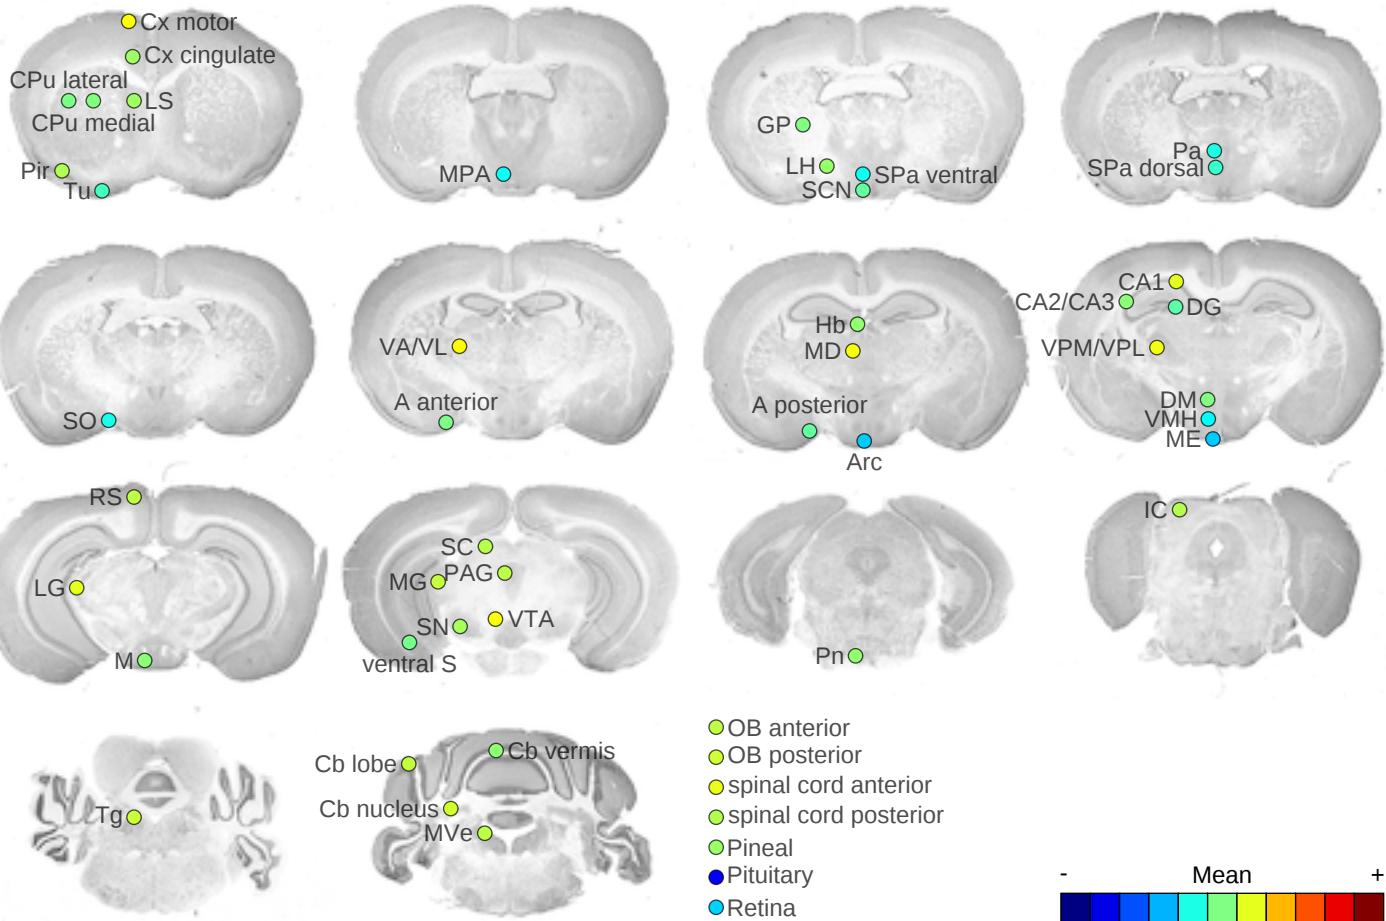 Cx motor
Cx cingulate
CPu lateral
LS
CPu medial
Pir
Tu
MPA
GP
LH
SPa ventral
SCN
Pa
SPa dorsal
SO
VA/VL
A anterior
Hb
MD
A posterior
Arc
CA1
CA2/CA3
DG
VPM/VPL
DM
VMH
ME
RS
LG
M
SC
PAG
MG
VTA
SN
ventral S
Pn
IC
Tg
Cb lobe
Cb vermis
Cb nucleus
MVe
OB anterior
OB posterior
spinal cord anterior
spinal cord posterior
Pineal
Pituitary
Retina
- Mean +